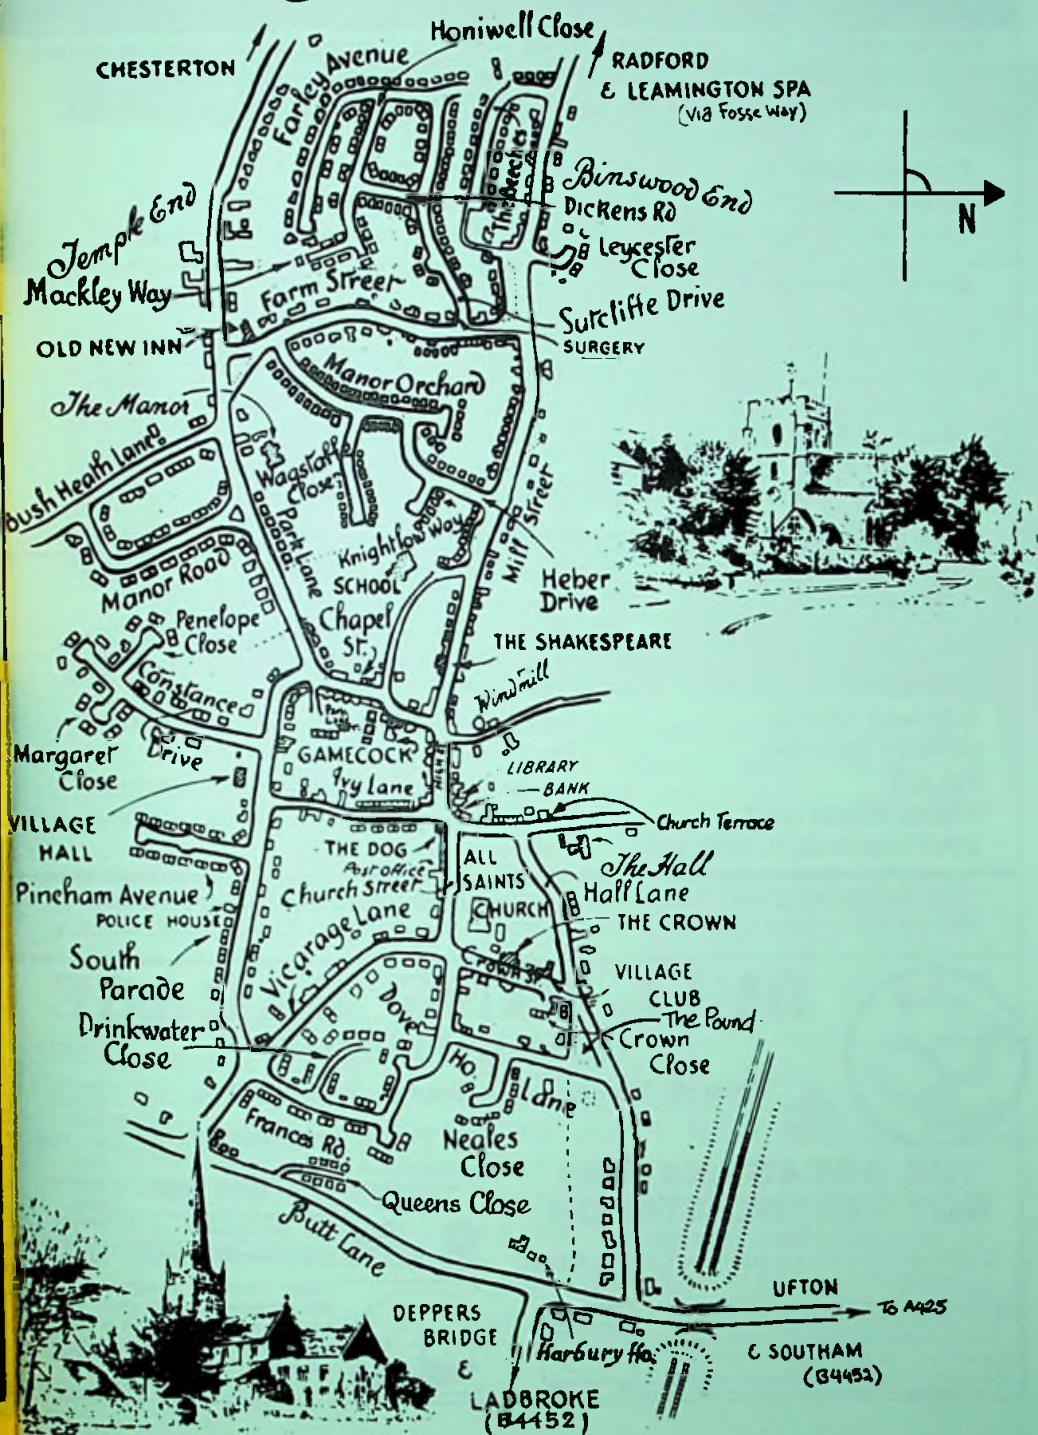 Honiwell Close
CHESTERTON
Farley Avenue
RADFORD
& LEAMINGTON SPA
(Via Fosse Way)
The Beeches
Binswood End
Dickens Rd
N
Temple End
Leycester
Close
Mackley Way
Farm Street
Sutcliffe Drive
OLD NEW INN
SURGERY
Manor Orchard
The Manor
Bush Heath Lane
Wagstaff
Close
Park Lane
Mill Street
Knightlow Way
Manor Road
SCHOOL
Heber
Drive
Penelope
Close
Chapel
St.
THE SHAKESPEARE
Constance
Drive
Windmill
Margaret
Close
GAMECOCK
HIGH ST
Ivy Lane
LIBRARY
BANK
VILLAGE
HALL
Church Terrace
THE DOG
Post office
ALL
SAINTS
CHURCH
The Hall
Hall Lane
Pineham Avenue
Church Street
POLICE HOUSE
THE CROWN
Vicarage Lane
South
Parade
Crown St.
VILLAGE
CLUB
The Pound
Drinkwater
Close
Crown
Close
Dove
Ho.
Lane
Frances Rd.
Neales
Close
Queens Close
Butt Lane
UFTON
To A425
DEPPERS
BRIDGE
&
LADBROKE
(B4452)
Harbury Ho.
& SOUTHAM
(B4452)